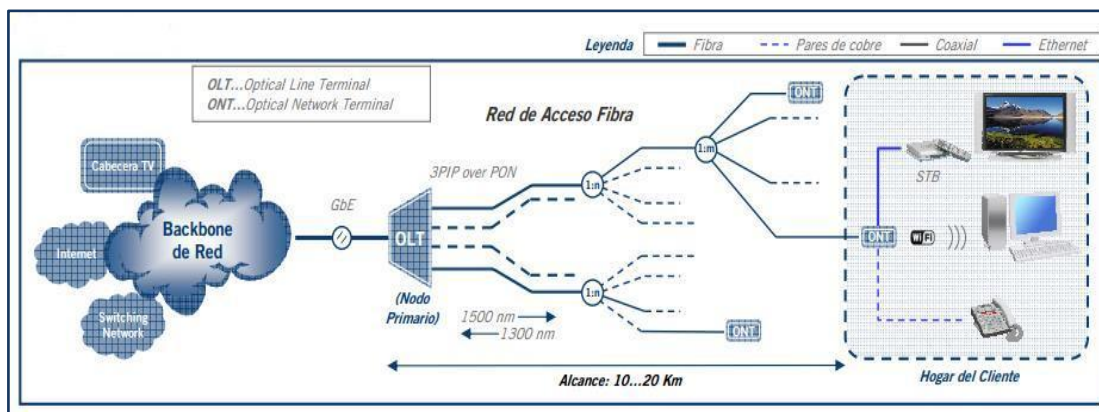 Leyenda
Fibra
Pares de cobre
Coaxial
Ethernet
OLT...Optical Line Terminal
ONT...Optical Network Terminal
Red de Acceso Fibra
Cabecera TV
Backbone
de Red
Internet
Switching
Network
GbE
OLT
(Nodo
Primario)
3PIP over PON
1:n
1:n
1:m
ONT
ONT
ONT
1500 nm
1300 nm
Alcance: 10...20 Km
STB
WiFi
Hogar del Cliente